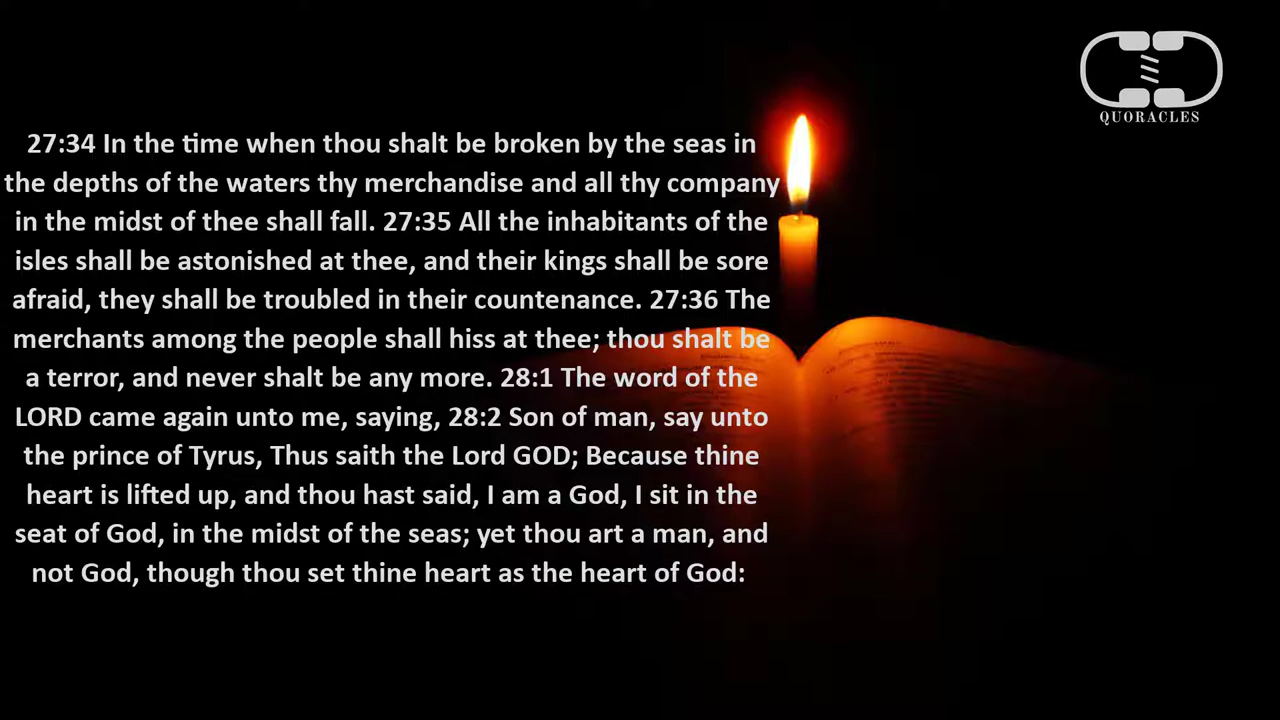 QUORACLES
27:34 In the time when thou shalt be broken by the seas in
the depths of the waters thy merchandise and all thy company
in the midst of thee shall fall. 27:35 All the inhabitants of the
isles shall be astonished at thee, and their kings shall be sore
afraid, they shall be troubled in their countenance. 27:36 The
merchants among the people shall hiss at thee; thou shalt be
a terror, and never shalt be any more. 28:1 The word of the
LORD came again unto me, saying, 28:2 Son of man, say unto
the prince of Tyrus, Thus saith the Lord GOD; Because thine
heart is lifted up, and thou hast said, I am a God, I sit in the
seat of God, in the midst of the seas; yet thou art a man, and
not God, though thou set thine heart as the heart of God: